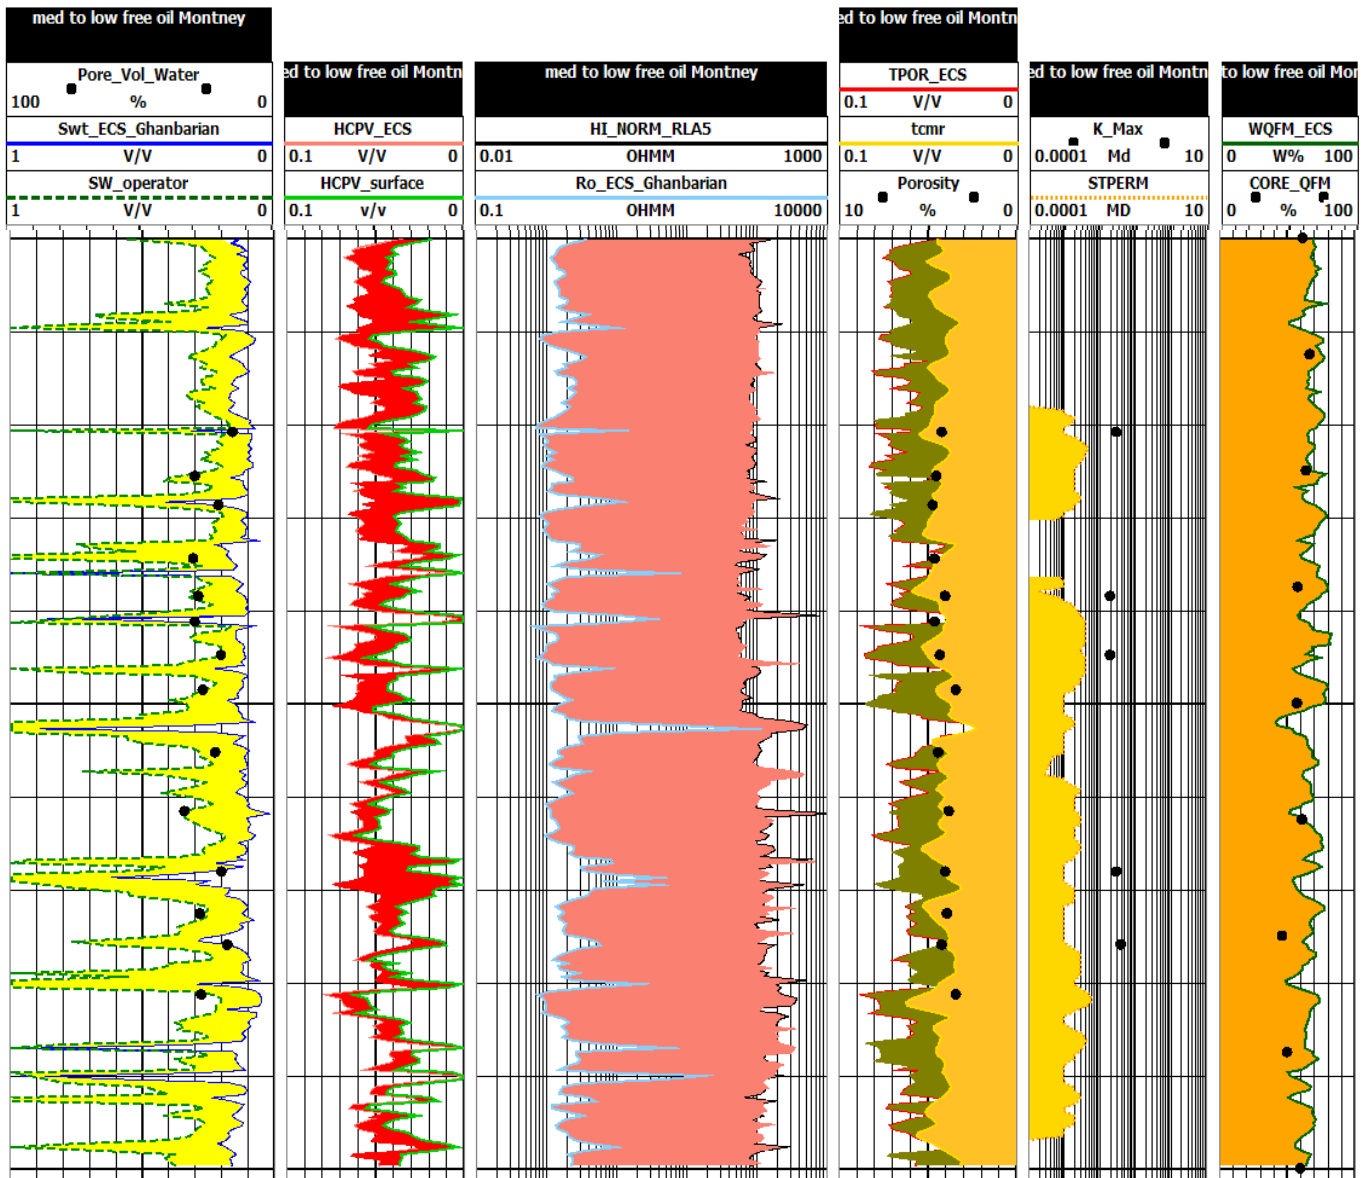 med to low free oil Montney
Pore_Vol_Water
100 % 0
Swt_ECS_Ghanbarian
1 V/V 0
SW_operator
1 V/V 0
ed to low free oil Montn
HCPV_ECS
0.1 V/V 0
HCPV_surface
0.1 v/v 0
med to low free oil Montney
HI_NORM_RLA5
0.01 OHMM 1000
Ro_ECS_Ghanbarian
0.1 OHMM 10000
ed to low free oil Montn
TPOR_ECS
0.1 V/V 0
tcmr
0.1 V/V 0
Porosity
10 % 0
ed to low free oil Montn
K_Max
0.0001 Md 10
STPERM
0.0001 MD 10
to low free oil Mor
WQFM_ECS
0 W% 100
CORE_QFM
0 % 100